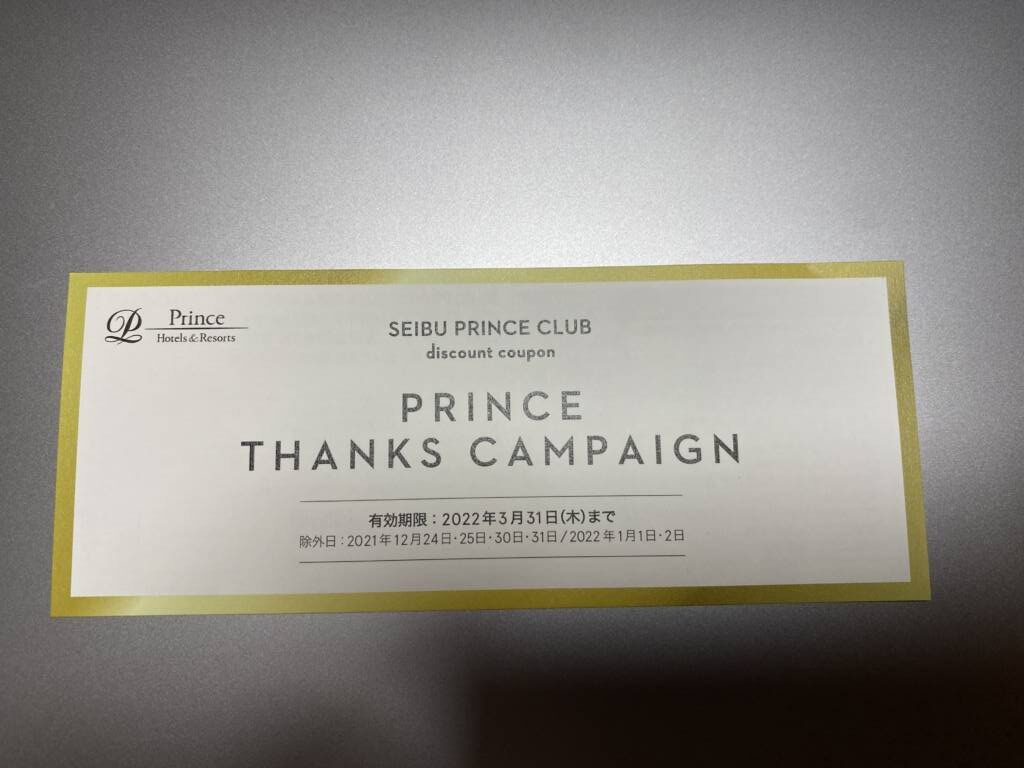 Prince
Hotels & Resorts
SEIBU PRINCE CLUB
discount coupon
PRINCE
THANKS CAMPAIGN
有効期限：2022年3月31日(木)まで
除外日：2021年12月24日・25日・30日・31日/2022年1月1日・2日